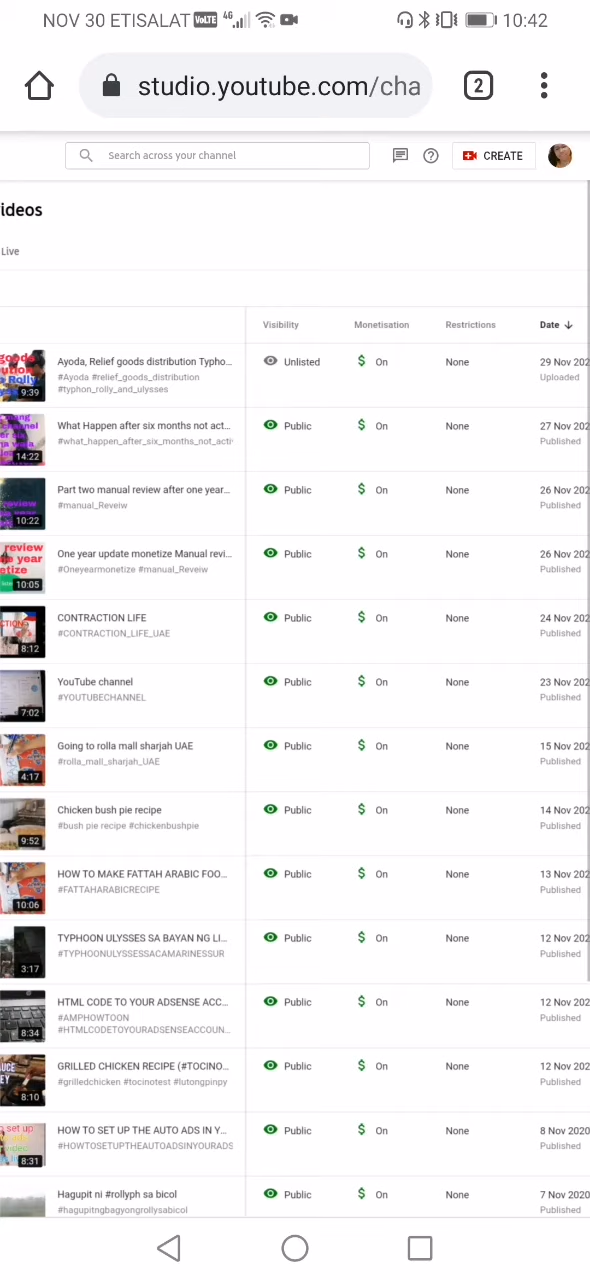 NOV 30 ETISALAT VoLTE 4G 10:42
studio.youtube.com/cha
2
Search across your channel
CREATE
ideos
Live
Visibility Monetisation Restrictions Date
9:39 Ayoda, Relief goods distribution Typho... Unlisted $ On None 29 Nov 202
#Ayoda #relief_goods_distribution Uploaded
#typhon_rolly_and_ulysses
14:22 What Happen after six months not act... Public $ On None 27 Nov 202
#what_happen_after_six_months_not_acti Published
10:22 Part two manual review after one year... Public $ On None 26 Nov 202
#manual_Reveiw Published
10:05 One year update monetize Manual revi... Public $ On None 26 Nov 202
#Oneyearmonetize #manual_Reveiw Published
8:12 CONTRACTION LIFE Public $ On None 24 Nov 202
#CONTRACTION_LIFE_UAE Published
7:02 YouTube channel Public $ On None 23 Nov 202
#YOUTUBECHANNEL Published
4:17 Going to rolla mall sharjah UAE Public $ On None 15 Nov 202
#rolla_mall_sharjah_UAE Published
9:52 Chicken bush pie recipe Public $ On None 14 Nov 202
#bush pie recipe #chickenbushpie Published
10:06 HOW TO MAKE FATTAH ARABIC FOO... Public $ On None 13 Nov 202
#FATTAHARABICRECIPE Published
3:17 TYPHOON ULYSSES SA BAYAN NG LI... Public $ On None 12 Nov 202
#TYPHOONULYSSESSACAMARINESSUR Published
8:34 HTML CODE TO YOUR ADSENSE ACC... Public $ On None 12 Nov 202
#AMPHOWTOON Published
#HTMLCODETOYOURADSENSEACCOUN...
8:10 GRILLED CHICKEN RECIPE (#TOCINO... Public $ On None 12 Nov 202
#grilledchicken #tocinotest #lutongpinpy Published
8:31 HOW TO SET UP THE AUTO ADS IN Y... Public $ On None 8 Nov 2020
#HOWTOSETUPTHEAUTOADSINYOURADS Published
Hagupit ni #rollyph sa bicol Public $ On None 7 Nov 2020
#hagupitngbagyongrollysabicol Published